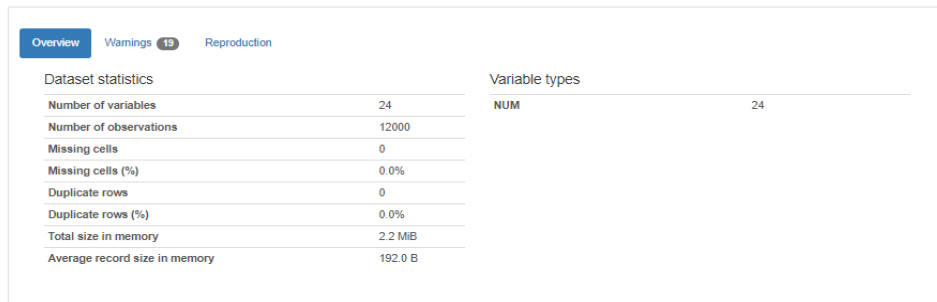 Overview Warnings 19 Reproduction
Dataset statistics
Number of variables 24
Number of observations 12000
Missing cells 0
Missing cells (%) 0.0%
Duplicate rows 0
Duplicate rows (%) 0.0%
Total size in memory 2.2 MiB
Average record size in memory 192.0 B
Variable types
NUM 24